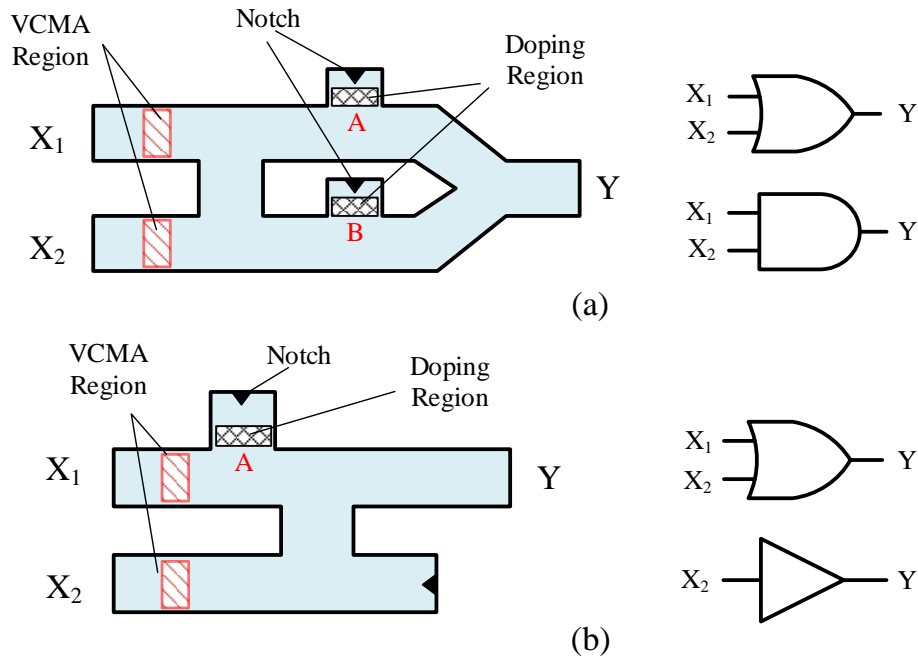 VCMA
Region
Notch
Doping
Region
X1
A
Y
X2
B
X1
X2
Y
X1
X2
Y
(a)
VCMA
Region
Notch
Doping
Region
X1
A
Y
X2
X1
X2
Y
X2
Y
(b)